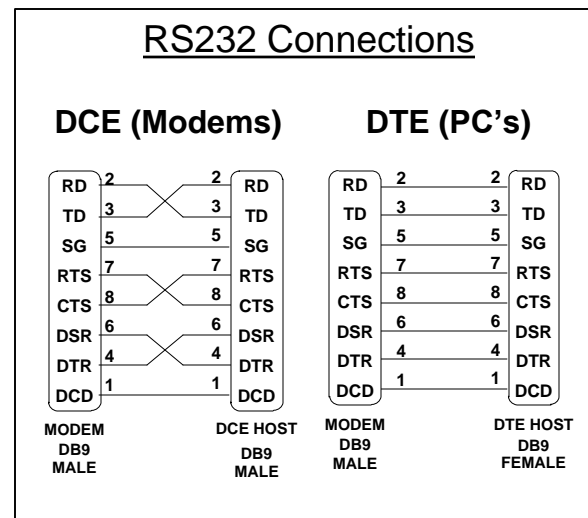 RS232 Connections
DCE (Modems)
DTE (PC's)
RD 2 2 RD
TD 3 3 TD
SG 5 5 SG
RTS 7 7 RTS
CTS 8 8 CTS
DSR 6 6 DSR
DTR 4 4 DTR
DCD 1 1 DCD
MODEM
DB9
MALE
DCE HOST
DB9
MALE
RD 2 2 RD
TD 3 3 TD
SG 5 5 SG
RTS 7 7 RTS
CTS 8 8 CTS
DSR 6 6 DSR
DTR 4 4 DTR
DCD 1 1 DCD
MODEM
DB9
MALE
DTE HOST
DB9
FEMALE